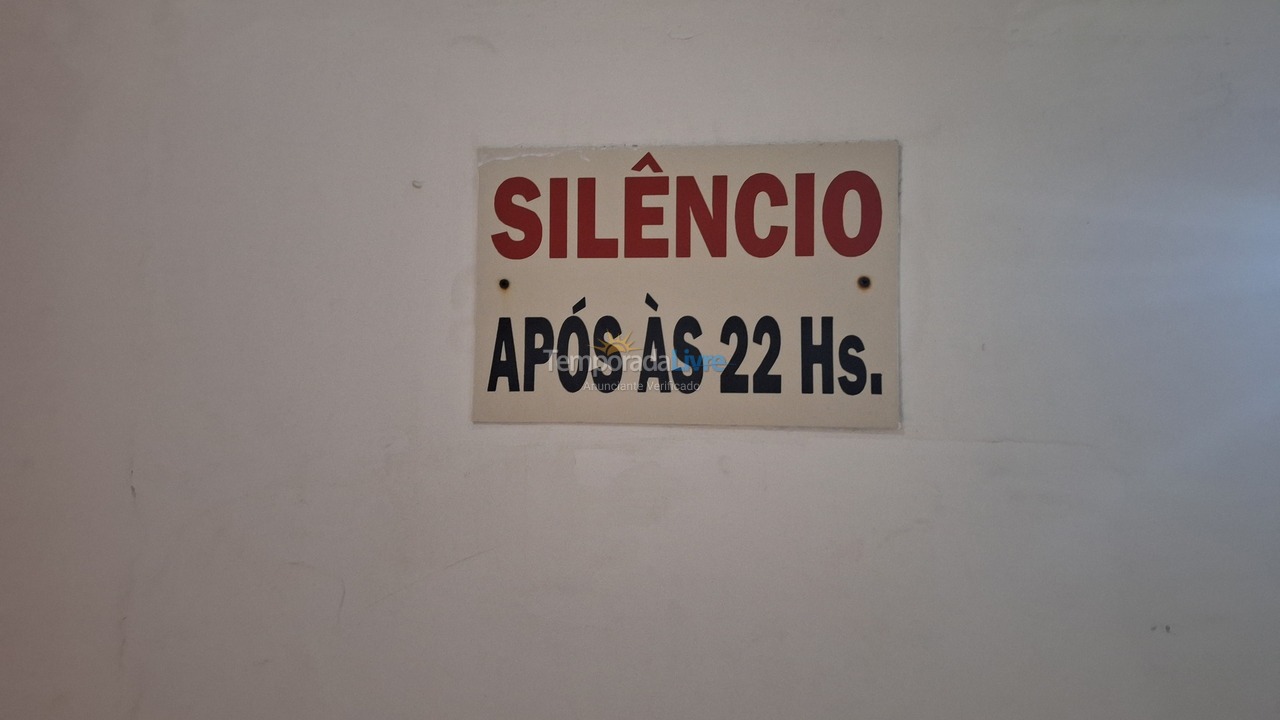 SILÊNCIO
APÓS ÀS 22 Hs.
TemporadaLivre
Anunciante Verificado